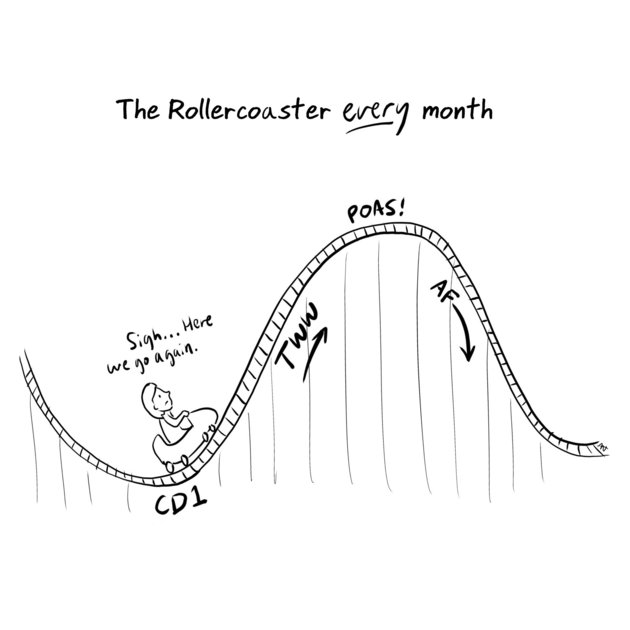 The Rollercoaster every month
POAS!
AF
TWW
Sigh... Here
we go again.
CD1